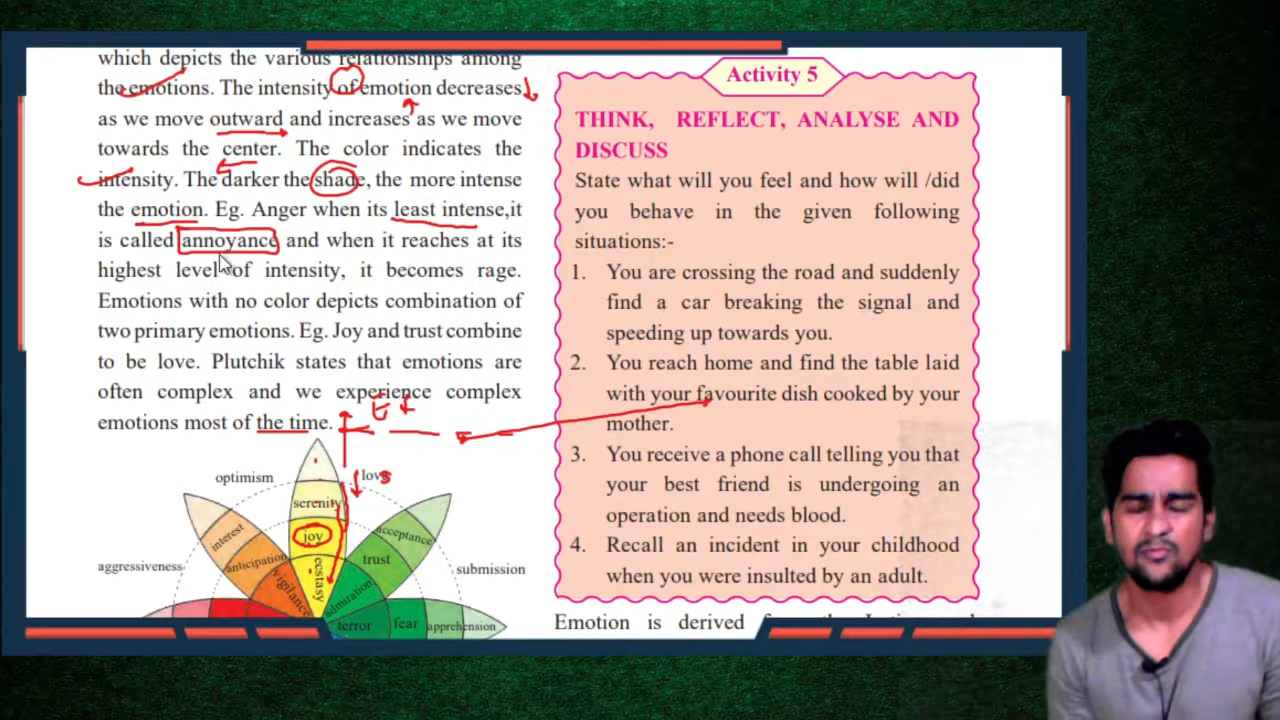 which depicts the various relationships among
the emotions. The intensity of emotion decreases
as we move outward and increases as we move
towards the center. The color indicates the
intensity. The darker the shade, the more intense
the emotion. Eg. Anger when its least intense,it
is called annoyance and when it reaches at its
highest level of intensity, it becomes rage.
Emotions with no color depicts combination of
two primary emotions. Eg. Joy and trust combine
to be love. Plutchik states that emotions are
often complex and we experience complex
emotions most of the time.
optimism
love
serenity
interest
joy
acceptance
aggressiveness
anticipation
trust
submission
vigilance
ecstasy
admiration
terror
fear
apprehension
Activity 5
THINK, REFLECT, ANALYSE AND
DISCUSS
State what will you feel and how will /did
you behave in the given following
situations:-
1. You are crossing the road and suddenly
find a car breaking the signal and
speeding up towards you.
2. You reach home and find the table laid
with your favourite dish cooked by your
mother.
3. You receive a phone call telling you that
your best friend is undergoing an
operation and needs blood.
4. Recall an incident in your childhood
when you were insulted by an adult.
Emotion is derived